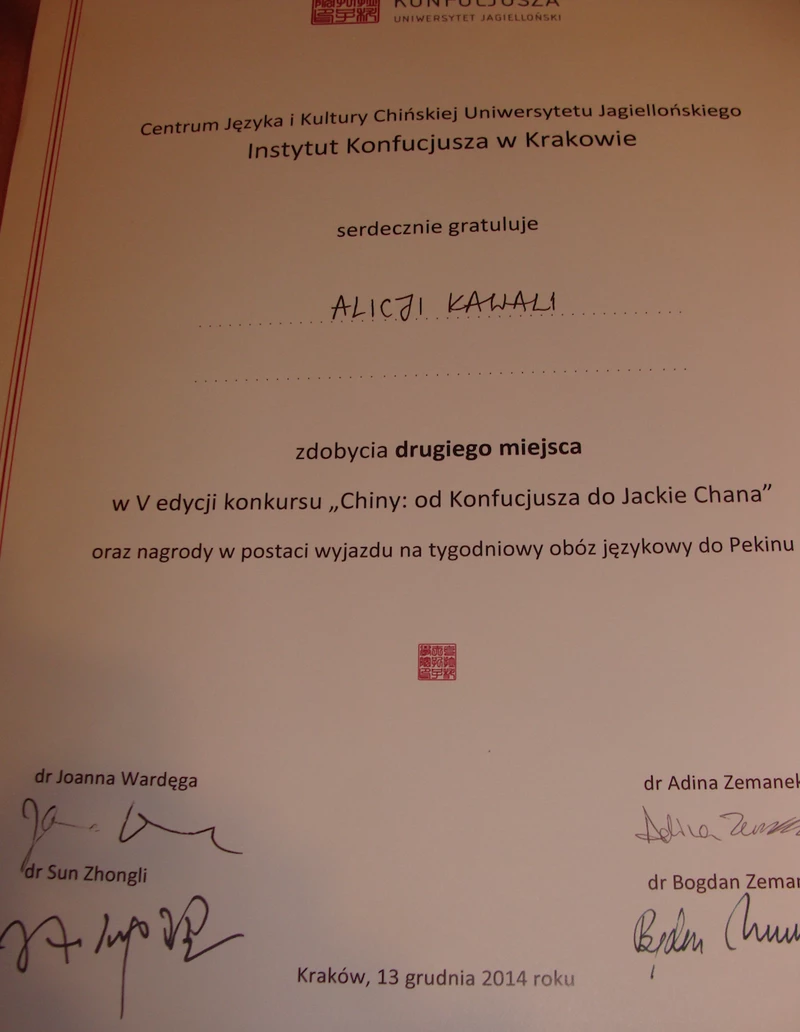 KONFUCJUSZA
UNIWERSYTET JAGIELLOŃSKI
Centrum Języka i Kultury Chińskiej Uniwersytetu Jagiellońskiego
Instytut Konfucjusza w Krakowie
serdecznie gratuluje
ALICJI KAWALI
zdobycia drugiego miejsca
w V edycji konkursu „Chiny: od Konfucjusza do Jackie Chana”
oraz nagrody w postaci wyjazdu na tygodniowy obóz językowy do Pekinu
dr Joanna Wardęga
dr Adina Zemanek
dr Sun Zhongli
dr Bogdan Zeman
Kraków, 13 grudnia 2014 roku